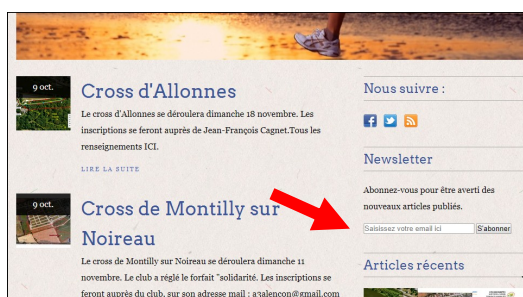 9 oct.
Cross d'Allonnes
Le cross d'Allonnes se déroulera dimanche 18 novembre. Les
inscriptions se feront auprès de Jean-François Cagnet.Tous les
renseignements ICI.
LIRE LA SUITE
9 oct.
Cross de Montilly sur
Noireau
Le cross de Montilly sur Noireau se déroulera dimanche 11
novembre. Le club a réglé le forfait "solidarité. Les inscriptions se
feront auprès du club, sur son adresse mail : a3alencon@gmail.com
Nous suivre :
Newsletter
Abonnez-vous pour être averti des
nouveaux articles publiés.
Saisissez votre email ici
S'abonner
Articles récents